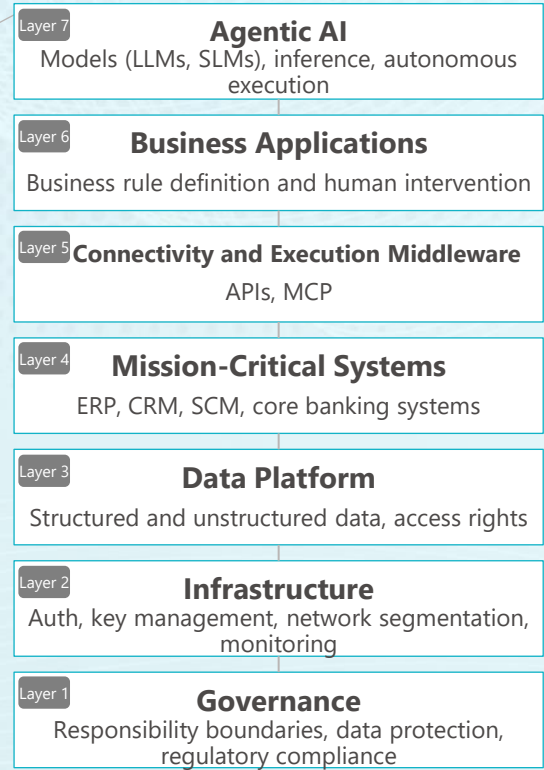 Layer 7
Agentic AI
Models (LLMs, SLMs), inference, autonomous
execution
Layer 6
Business Applications
Business rule definition and human intervention
Layer 5
Connectivity and Execution Middleware
APIs, MCP
Layer 4
Mission-Critical Systems
ERP, CRM, SCM, core banking systems
Layer 3
Data Platform
Structured and unstructured data, access rights
Layer 2
Infrastructure
Auth, key management, network segmentation,
monitoring
Layer 1
Governance
Responsibility boundaries, data protection,
regulatory compliance